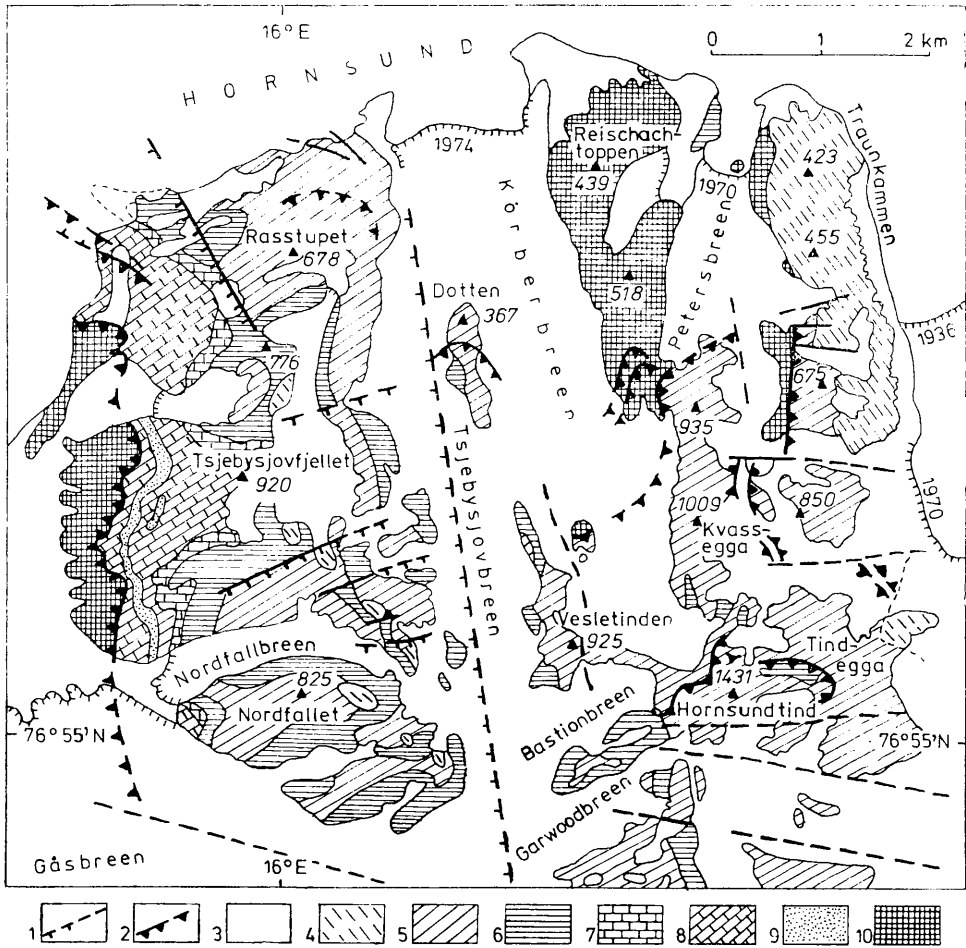 16°E
0 1 2 km
HORNSUND
1974
Reischach-
toppen
439
1970
423
Traunkammen
Rasstupet
678
Körberbreen
Petersbreen
455
518
Dotten
367
1936
776
675
935
Tsjebysjovfjellet
920
Tsjebysjovbreen
1009
850
1970
Kvass-
egga
Vesletinden
925
Tind-
egga
Nordfallbreen
825
Nordfallet
1431
Hornsundtind
Bastionbreen
76°55'N
76°55'N
Garwoodbreen
Gåsbreen
16°E
1 2 3 4 5 6 7 8 9 10